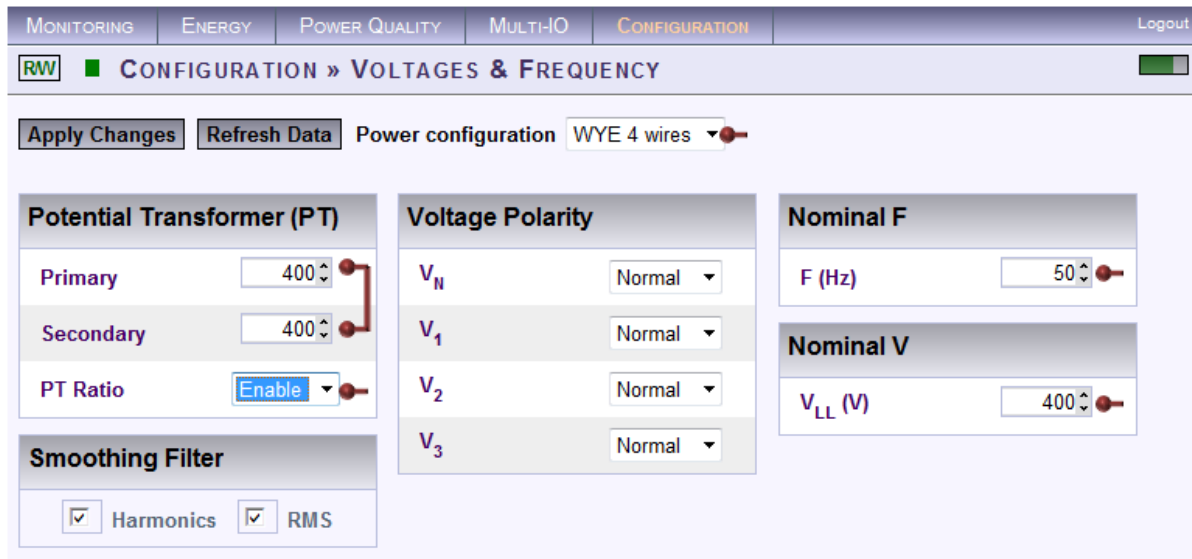 MONITORING ENERGY POWER QUALITY MULTI-IO CONFIGURATION Logout
R/W CONFIGURATION » VOLTAGES & FREQUENCY
Apply Changes Refresh Data Power configuration WYE 4 wires
Potential Transformer (PT)
Primary 400
Secondary 400
PT Ratio Enable
Smoothing Filter
Harmonics RMS
Voltage Polarity
VN Normal
V1 Normal
V2 Normal
V3 Normal
Nominal F
F (Hz) 50
Nominal V
VLL (V) 400